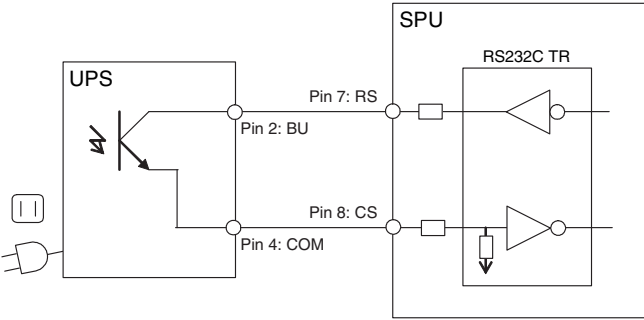 SPU
RS232C TR
UPS
Pin 7: RS
Pin 2: BU
Pin 8: CS
Pin 4: COM